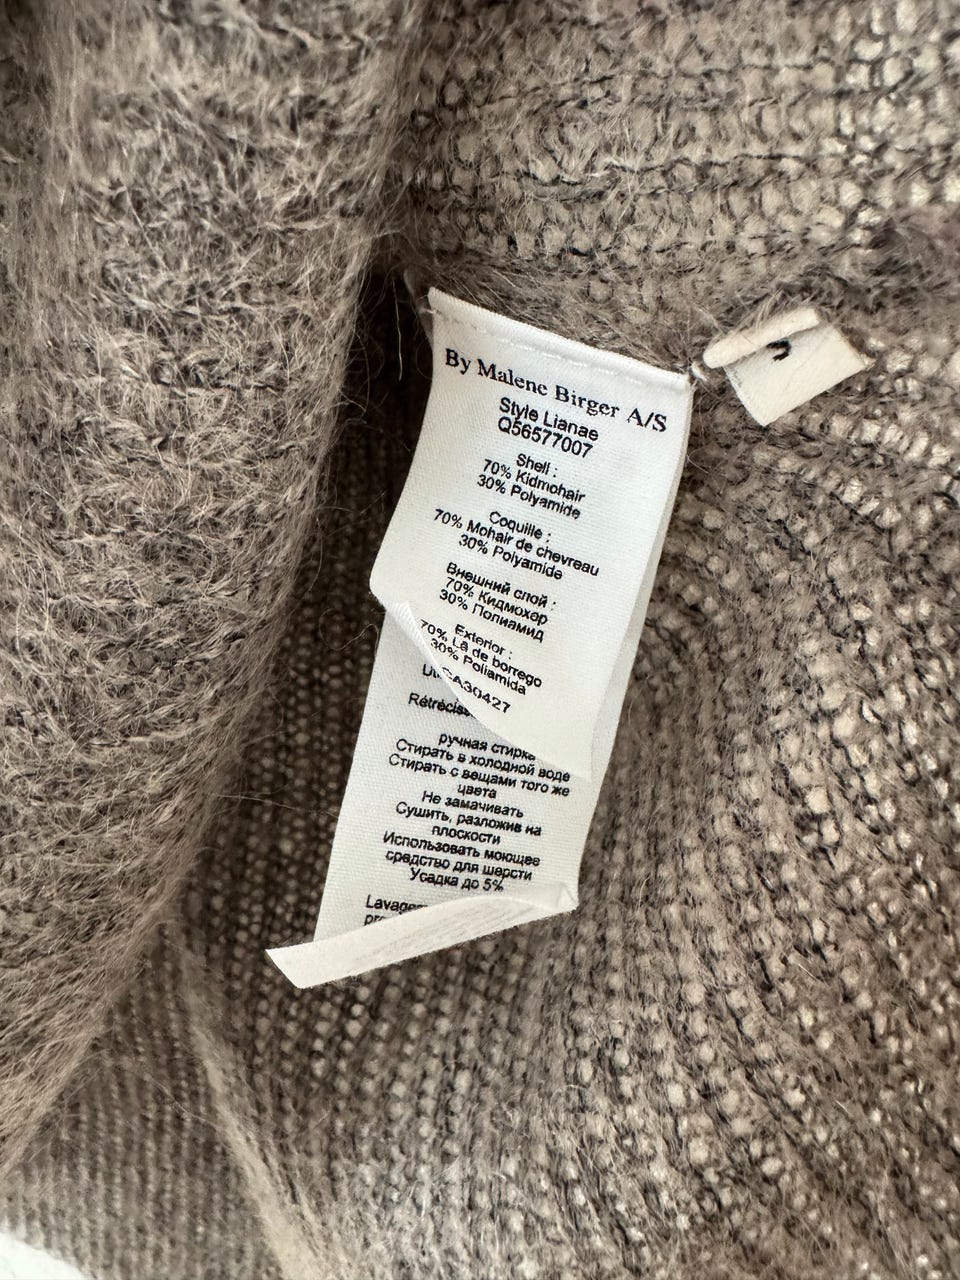 By Malene Birger A/S
Style Lianae
Q56577007
Shell :
70% Kidmohair
30% Polyamide
Coquille :
70% Mohair de chevreau
30% Polyamide
Внешний слой :
70% Кидмохер
30% Полиамид
Exterior :
70% Lã de borrego
30% Poliamida
CA30427
ручная
Стирать в холодной воде
Стирать с вещами того же
цвета
Не замачивать
Сушить, разложив на
плоскости
Использовать моющее
средство для шерсти
Усадка до 5%